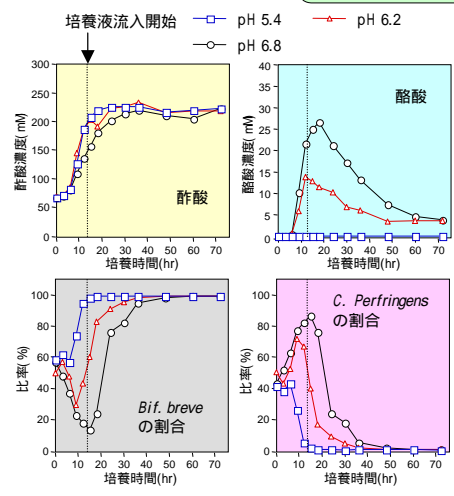 培養液流入開始
pH 5.4
pH 6.2
pH 6.8
酢酸濃度( mM)
300
250
200
150
100
50
0
酢酸
0 10 20 30 40 50 60 70
培養時間(hr)
酪酸濃度( mM)
40
35
30
25
20
15
10
5
0
酪酸
0 10 20 30 40 50 60 70
培養時間(hr)
比率(%)
100
80
60
40
20
0
Bif. breve
の割合
0 10 20 30 40 50 60 70
培養時間(hr)
比率(%)
100
80
60
40
20
0
C. Perfringens
の割合
0 10 20 30 40 50 60 70
培養時間(hr)